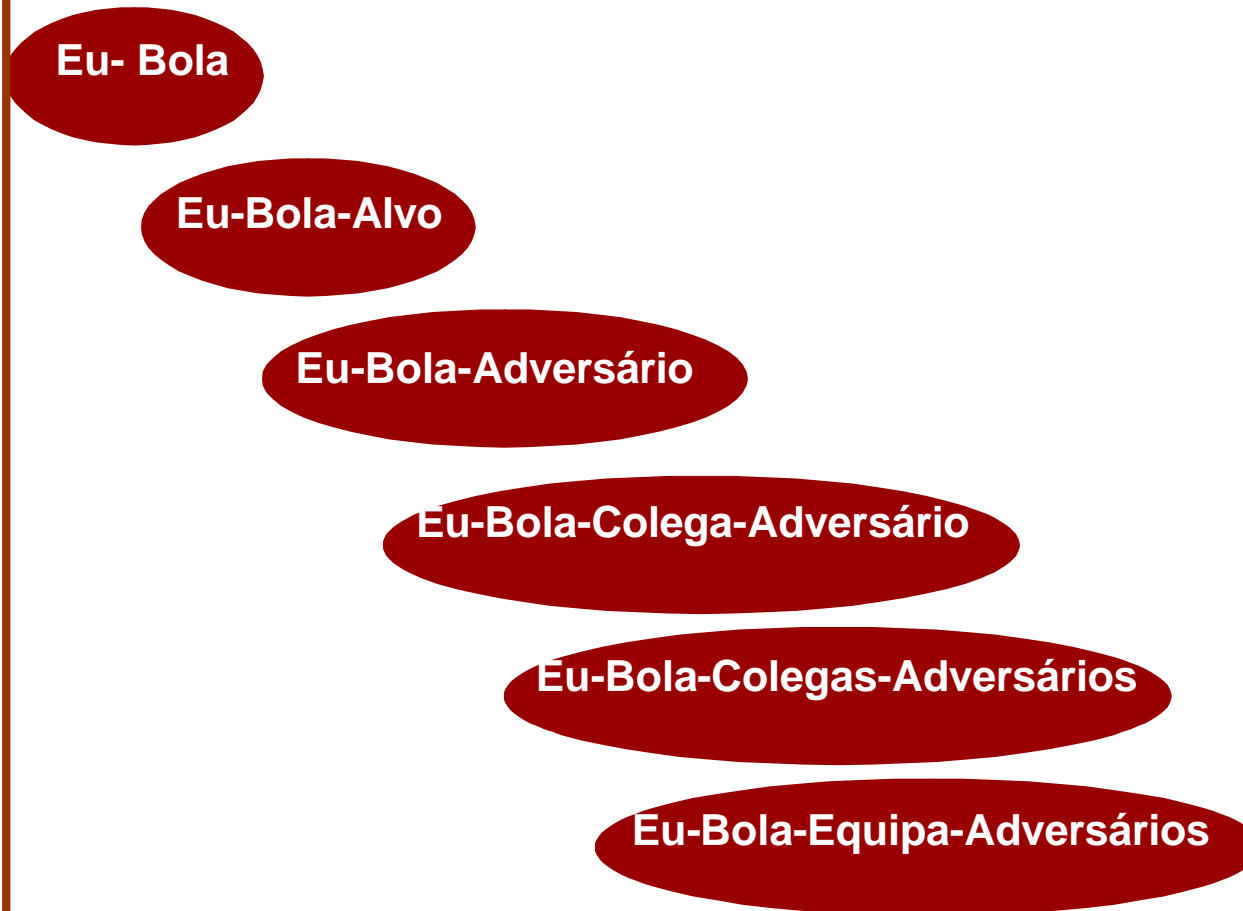 Eu- Bola
Eu-Bola-Alvo
Eu-Bola-Adversário
Eu-Bola-Colega-Adversário
Eu-Bola-Colegas-Adversários
Eu-Bola-Equipa-Adversários